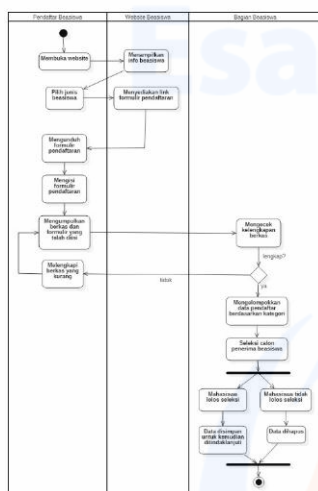 Pendaftar Beasiswa
Website Beasiswa
Bagian Beasiswa
Membuka website
Menampilkan
info beasiswa
Pilih jenis
beasiswa
Menyediakan link
formulir pendaftaran
Mengunduh
formulir
pendaftaran
Mengisi
formulir
pendaftaran
Mengumpulkan
berkas dan
formulir yang
telah diisi
Mengecek
kelengkapan
berkas
lengkap?
Melengkapi
berkas yang
kurang
tidak
ya
Mengelompokkan
data pendaftar
berdasarkan kategori
Seleksi calon
penerima beasiswa
Mahasiswa
lolos seleksi
Mahasiswa tidak
lolos seleksi
Data disimpan
untuk kemudian
ditindaklanjuti
Data dihapus
Esa